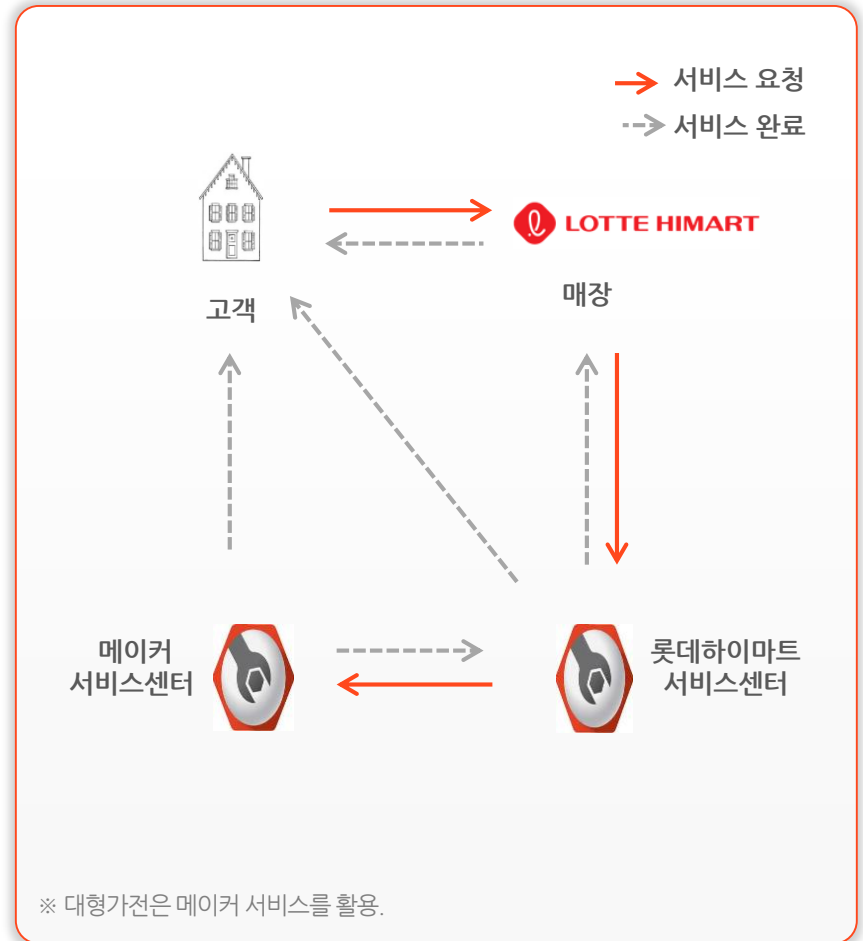 서비스 요청
서비스 완료
LOTTE HIMART
고객
매장
메이커
서비스센터
롯데하이마트
서비스센터
※ 대형가전은 메이커 서비스를 활용.